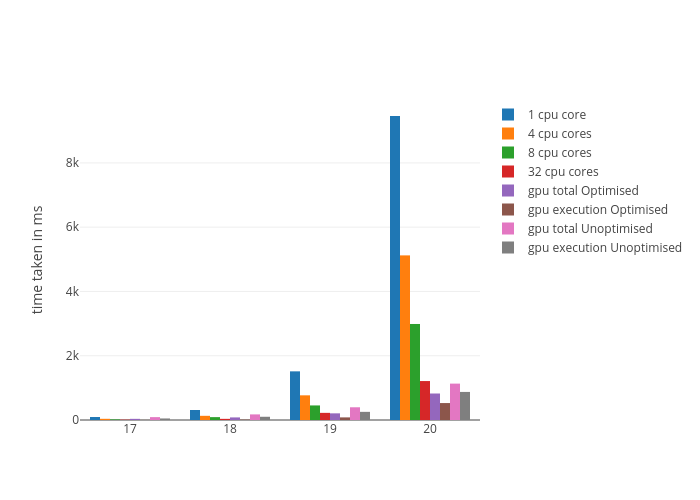 1 cpu core
4 cpu cores
8 cpu cores
32 cpu cores
gpu total Optimised
gpu execution Optimised
gpu total Unoptimised
gpu execution Unoptimised
time taken in ms
8k
6k
4k
2k
0
17 18 19 20